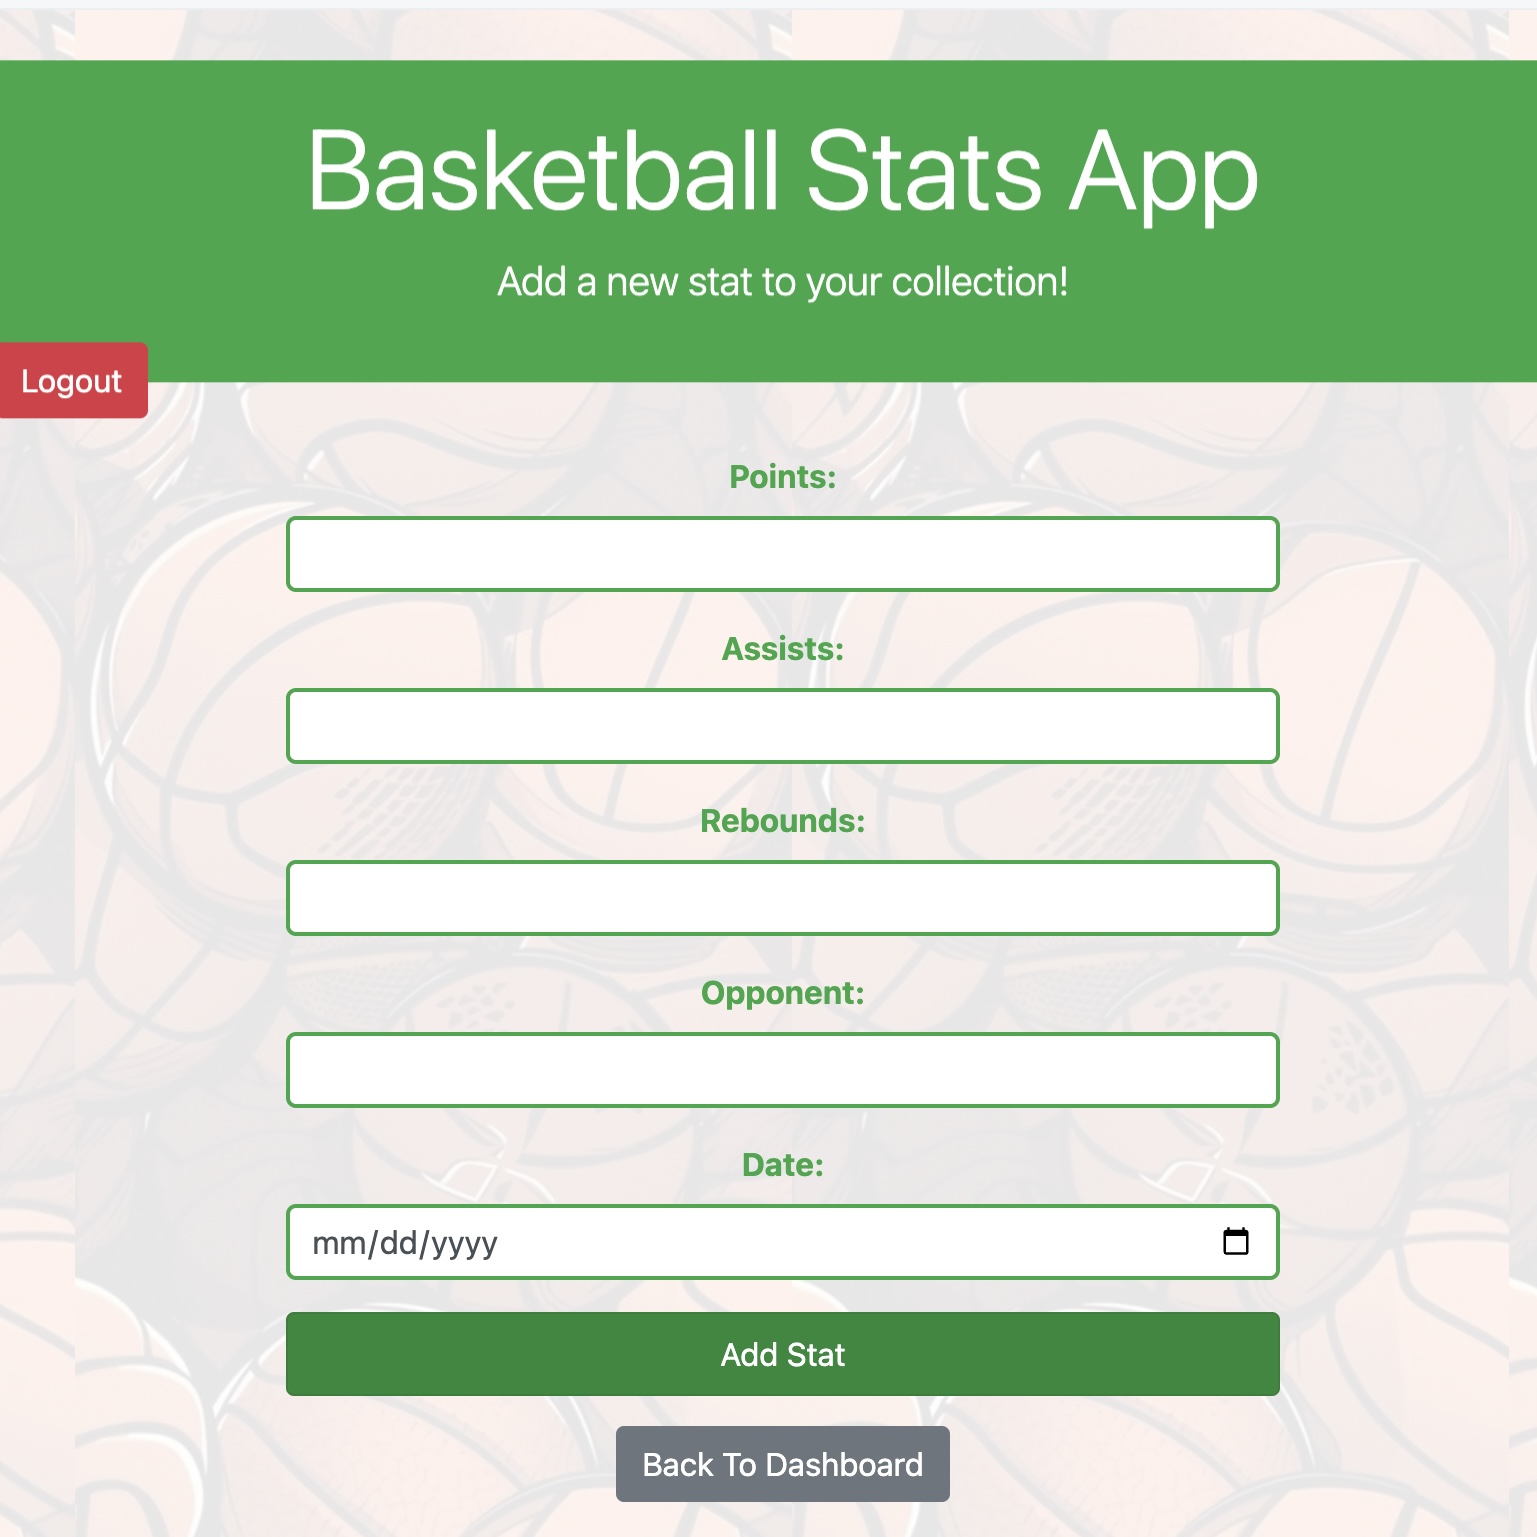 Basketball Stats App
Add a new stat to your collection!
Logout
Points:
Assists:
Rebounds:
Opponent:
Date:
mm/dd/yyyy
Add Stat
Back To Dashboard